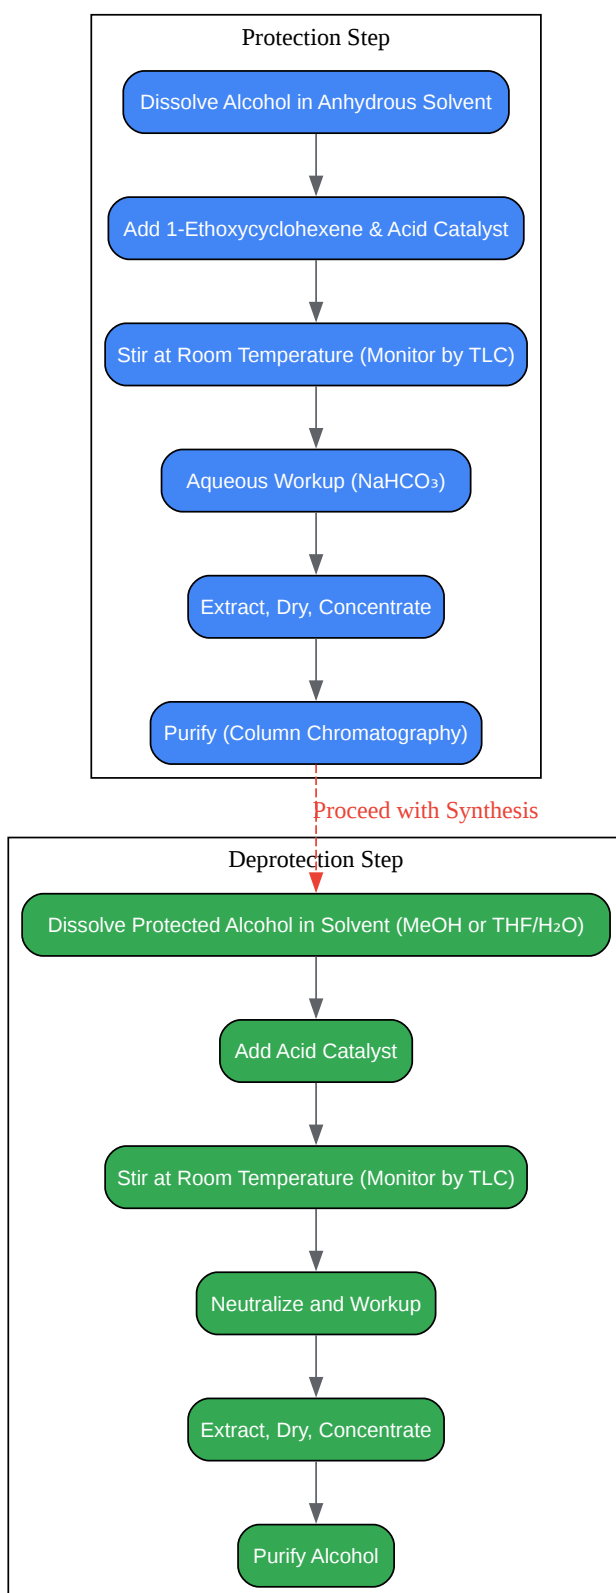 Protection Step
Dissolve Alcohol in Anhydrous Solvent
Add 1-Ethoxycyclohexene & Acid Catalyst
Stir at Room Temperature (Monitor by TLC)
Aqueous Workup (NaHCO₃)
Extract, Dry, Concentrate
Purify (Column Chromatography)
Proceed with Synthesis
Deprotection Step
Dissolve Protected Alcohol in Solvent (MeOH or THF/H₂O)
Add Acid Catalyst
Stir at Room Temperature (Monitor by TLC)
Neutralize and Workup
Extract, Dry, Concentrate
Purify Alcohol